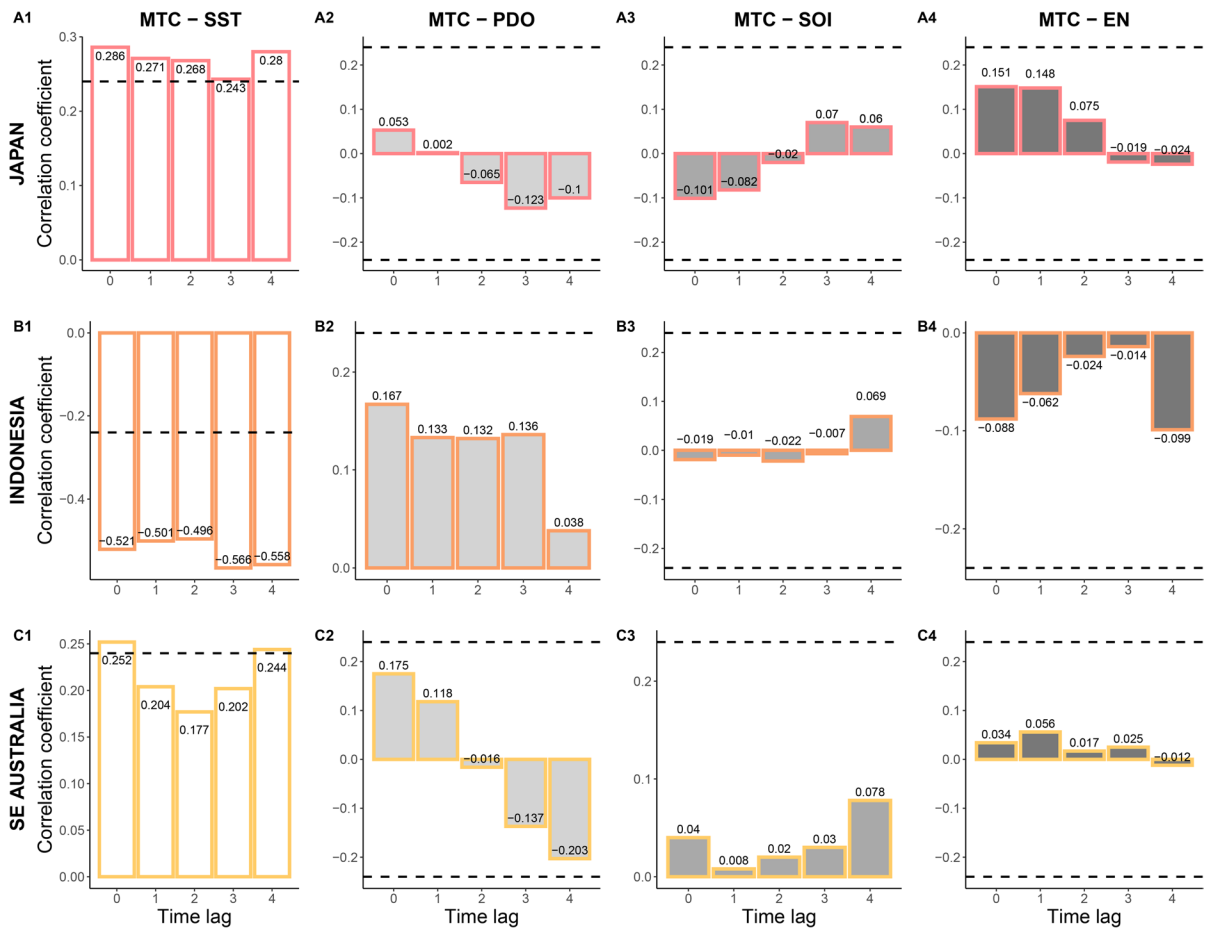 A1 MTC − SST A2 MTC − PDO A3 MTC − SOI A4 MTC − EN
JAPAN
Correlation coefficient
0.3
0.2
0.1
0.0
0.286 0.271 0.268 0.243 0.28
0 1 2 3 4
0.2
0.1
0.0
−0.1
−0.2
0.053 0.002 −0.065 −0.123 −0.1
0 1 2 3 4
0.2
0.1
0.0
−0.1
−0.2
−0.101 −0.082 −0.02 0.07 0.06
0 1 2 3 4
0.2
0.1
0.0
−0.1
−0.2
0.151 0.148 0.075 −0.019 −0.024
0 1 2 3 4
B1 B2 B3 B4
INDONESIA
Correlation coefficient
0.0
−0.2
−0.4
−0.521 −0.501 −0.496 −0.566 −0.558
0 1 2 3 4
0.2
0.1
0.0
0.167 0.133 0.132 0.136 0.038
0 1 2 3 4
0.2
0.1
0.0
−0.1
−0.2
−0.019 −0.01 −0.022 −0.007 0.069
0 1 2 3 4
0.0
−0.1
−0.2
−0.088 −0.062 −0.024 −0.014 −0.099
0 1 2 3 4
C1 C2 C3 C4
SE AUSTRALIA
Correlation coefficient
0.25
0.20
0.15
0.10
0.05
0.00
0.252 0.204 0.177 0.202 0.244
0 1 2 3 4
Time lag
0.2
0.1
0.0
−0.1
−0.2
0.175 0.118 −0.016 −0.137 −0.203
0 1 2 3 4
Time lag
0.2
0.1
0.0
0.04 0.008 0.02 0.03 0.078
0 1 2 3 4
Time lag
0.2
0.1
0.0
−0.1
−0.2
0.034 0.056 0.017 0.025 −0.012
0 1 2 3 4
Time lag